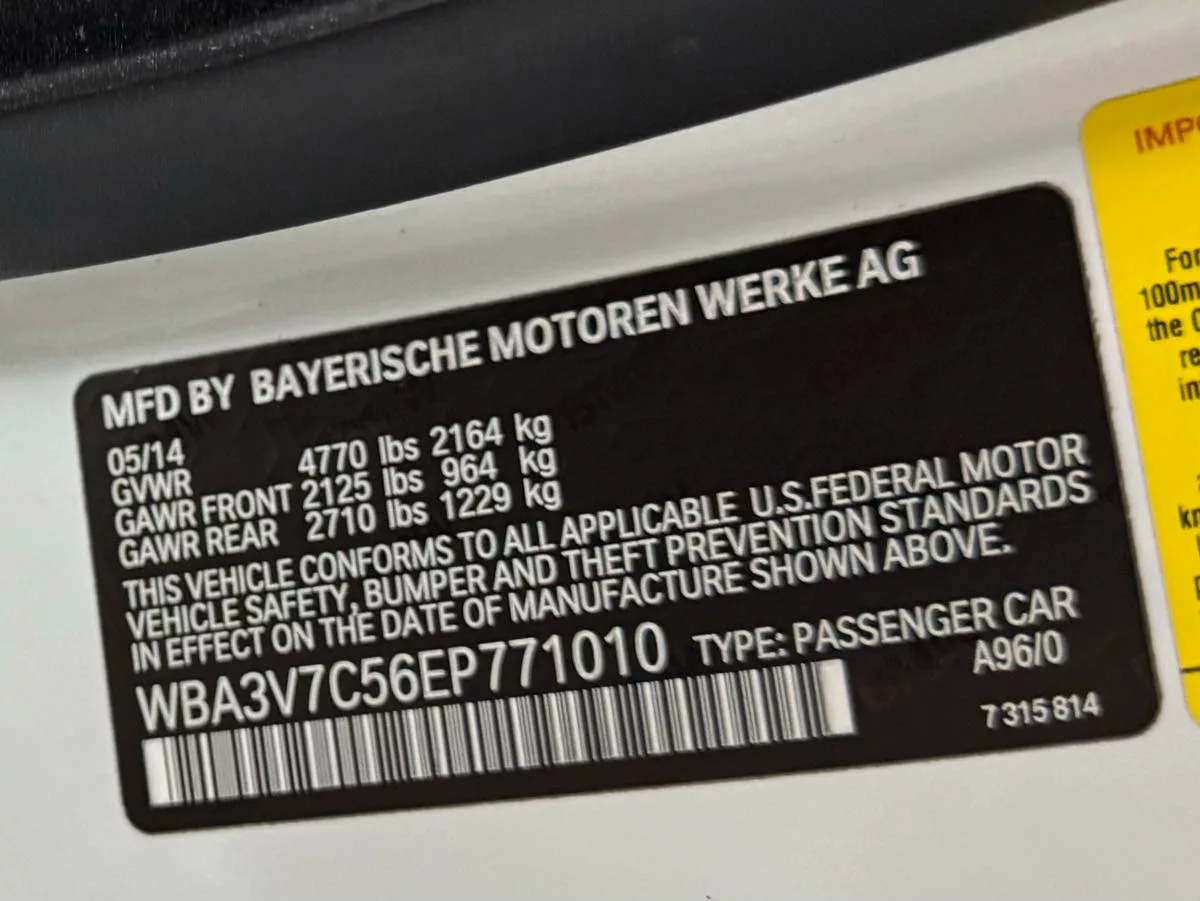 MFD BY BAYERISCHE MOTOREN WERKE AG
05/14
GVWR 4770 lbs 2164 kg
GAWR FRONT 2125 lbs 964 kg
GAWR REAR 2710 lbs 1229 kg
THIS VEHICLE CONFORMS TO ALL APPLICABLE U.S.FEDERAL MOTOR
VEHICLE SAFETY, BUMPER AND THEFT PREVENTION STANDARDS
IN EFFECT ON THE DATE OF MANUFACTURE SHOWN ABOVE.
WBA3V7C56EP771010 TYPE: PASSENGER CAR
A96/0
7 315 814
IMP
For
100m
the
re
in